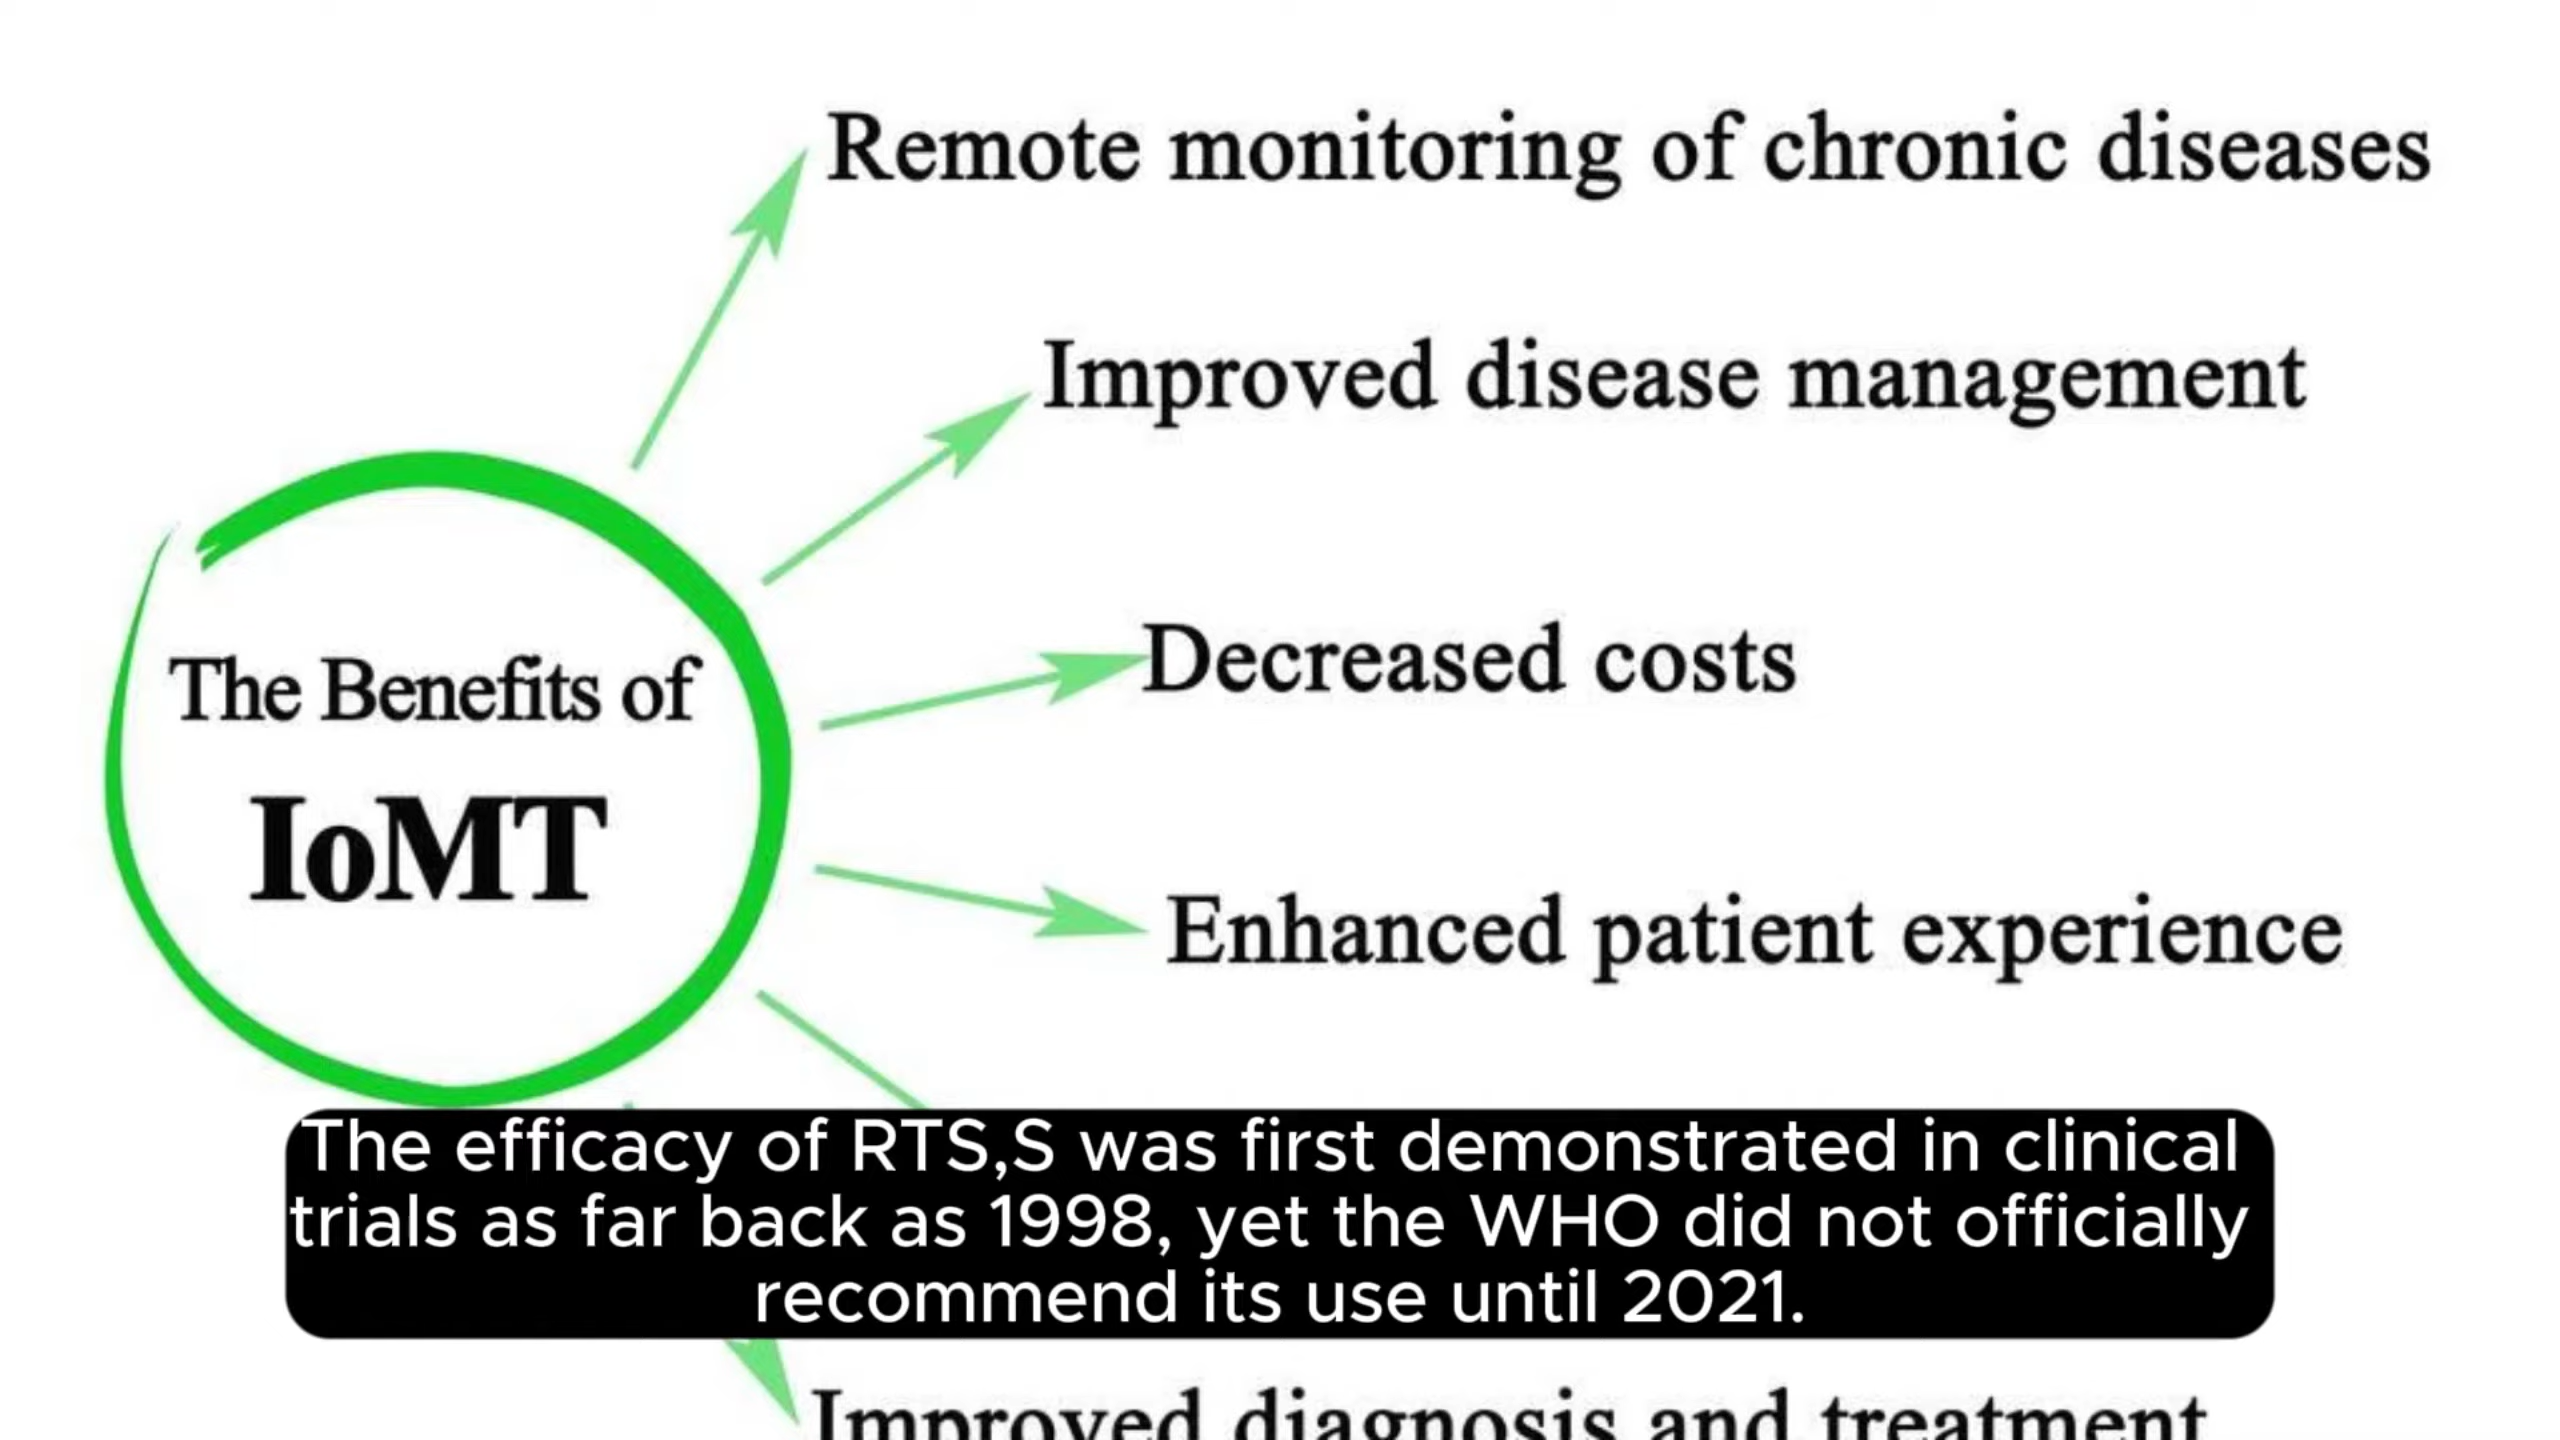 Remote monitoring of chronic diseases
Improved disease management
Decreased costs
The Benefits of
IoMT
Enhanced patient experience
The efficacy of RTS,S was first demonstrated in clinical
trials as far back as 1998, yet the WHO did not officially
recommend its use until 2021.
Improved diagnosis and treatment